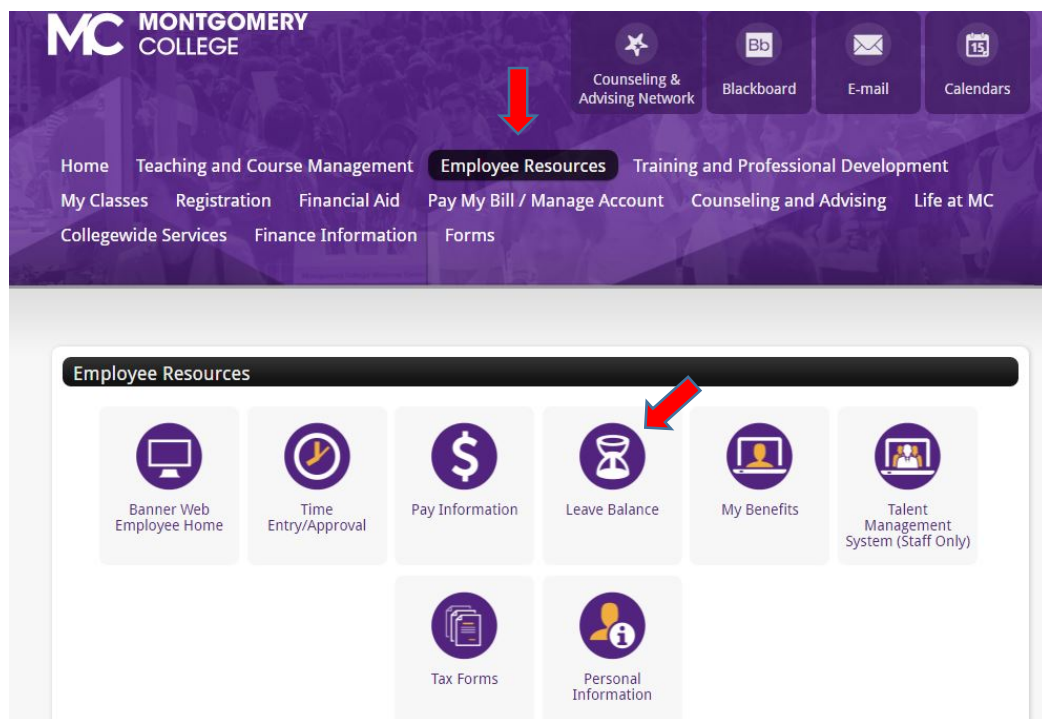 MC MONTGOMERY
COLLEGE
Counseling &
Advising Network
Bb
Blackboard
E-mail
15
Calendars
Home Teaching and Course Management Employee Resources Training and Professional Development
My Classes Registration Financial Aid Pay My Bill / Manage Account Counseling and Advising Life at MC
Collegewide Services Finance Information Forms
Employee Resources
Banner Web
Employee Home
Time
Entry/Approval
$
Pay Information
Leave Balance
My Benefits
Talent
Management
System (Staff Only)
Tax Forms
i
Personal
Information